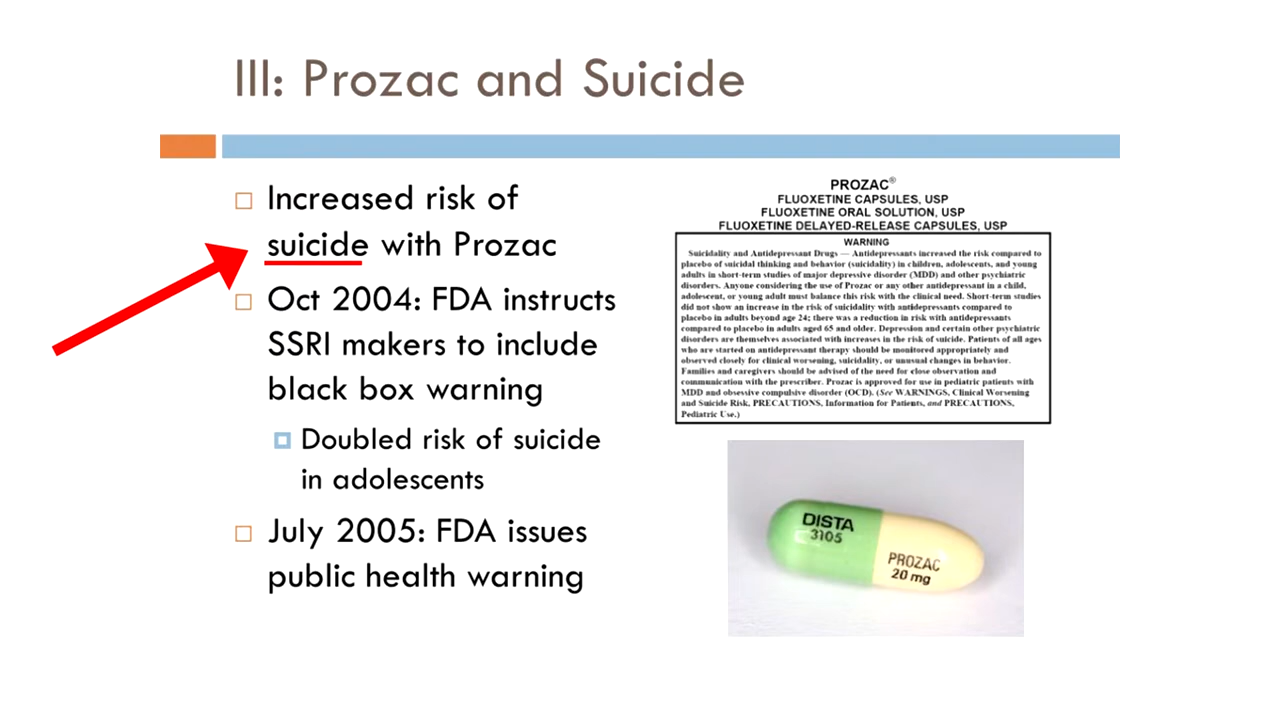 III: Prozac and Suicide
Increased risk of
suicide with Prozac
Oct 2004: FDA instructs
SSRI makers to include
black box warning
Doubled risk of suicide
in adolescents
July 2005: FDA issues
public health warning
PROZAC®
FLUOXETINE CAPSULES, USP
FLUOXETINE ORAL SOLUTION, USP
FLUOXETINE DELAYED-RELEASE CAPSULES, USP
WARNING
Suicidality and Antidepressant Drugs — Antidepressants increased the risk compared to
placebo of suicidal thinking and behavior (suicidality) in children, adolescents, and young
adults in short-term studies of major depressive disorder (MDD) and other psychiatric
disorders. Anyone considering the use of Prozac or any other antidepressant in a child,
adolescent, or young adult must balance this risk with the clinical need. Short-term studies
did not show an increase in the risk of suicidality with antidepressants compared to
placebo in adults beyond age 24; there was a reduction in risk with antidepressants
compared to placebo in adults aged 65 and older. Depression and certain other psychiatric
disorders are themselves associated with increases in the risk of suicide. Patients of all ages
who are started on antidepressant therapy should be monitored appropriately and
observed closely for clinical worsening, suicidality, or unusual changes in behavior.
Families and caregivers should be advised of the need for close observation and
communication with the prescriber. Prozac is approved for use in pediatric patients with
MDD and obsessive compulsive disorder (OCD). (See WARNINGS, Clinical Worsening
and Suicide Risk, PRECAUTIONS, Information for Patients, and PRECAUTIONS,
Pediatric Use.)
DISTA
3105
PROZAC
20 mg